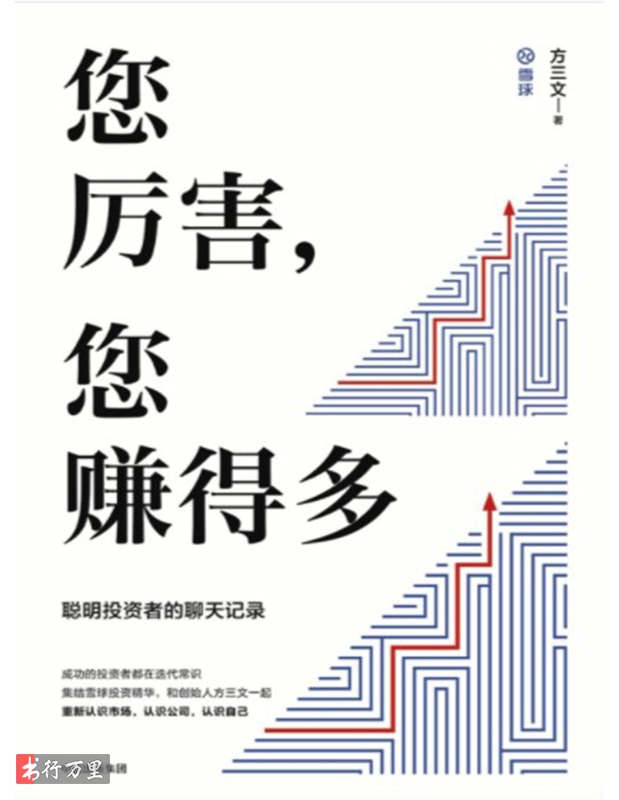 方三文 著
雪球
您
厉害,
您
赚得多
聪明投资者的聊天记录
成功的投资者都在迭代常识
集结雪球投资精华,和创始人方三文一起
重新认识市场、认识公司、认识自己
集团
书行万里